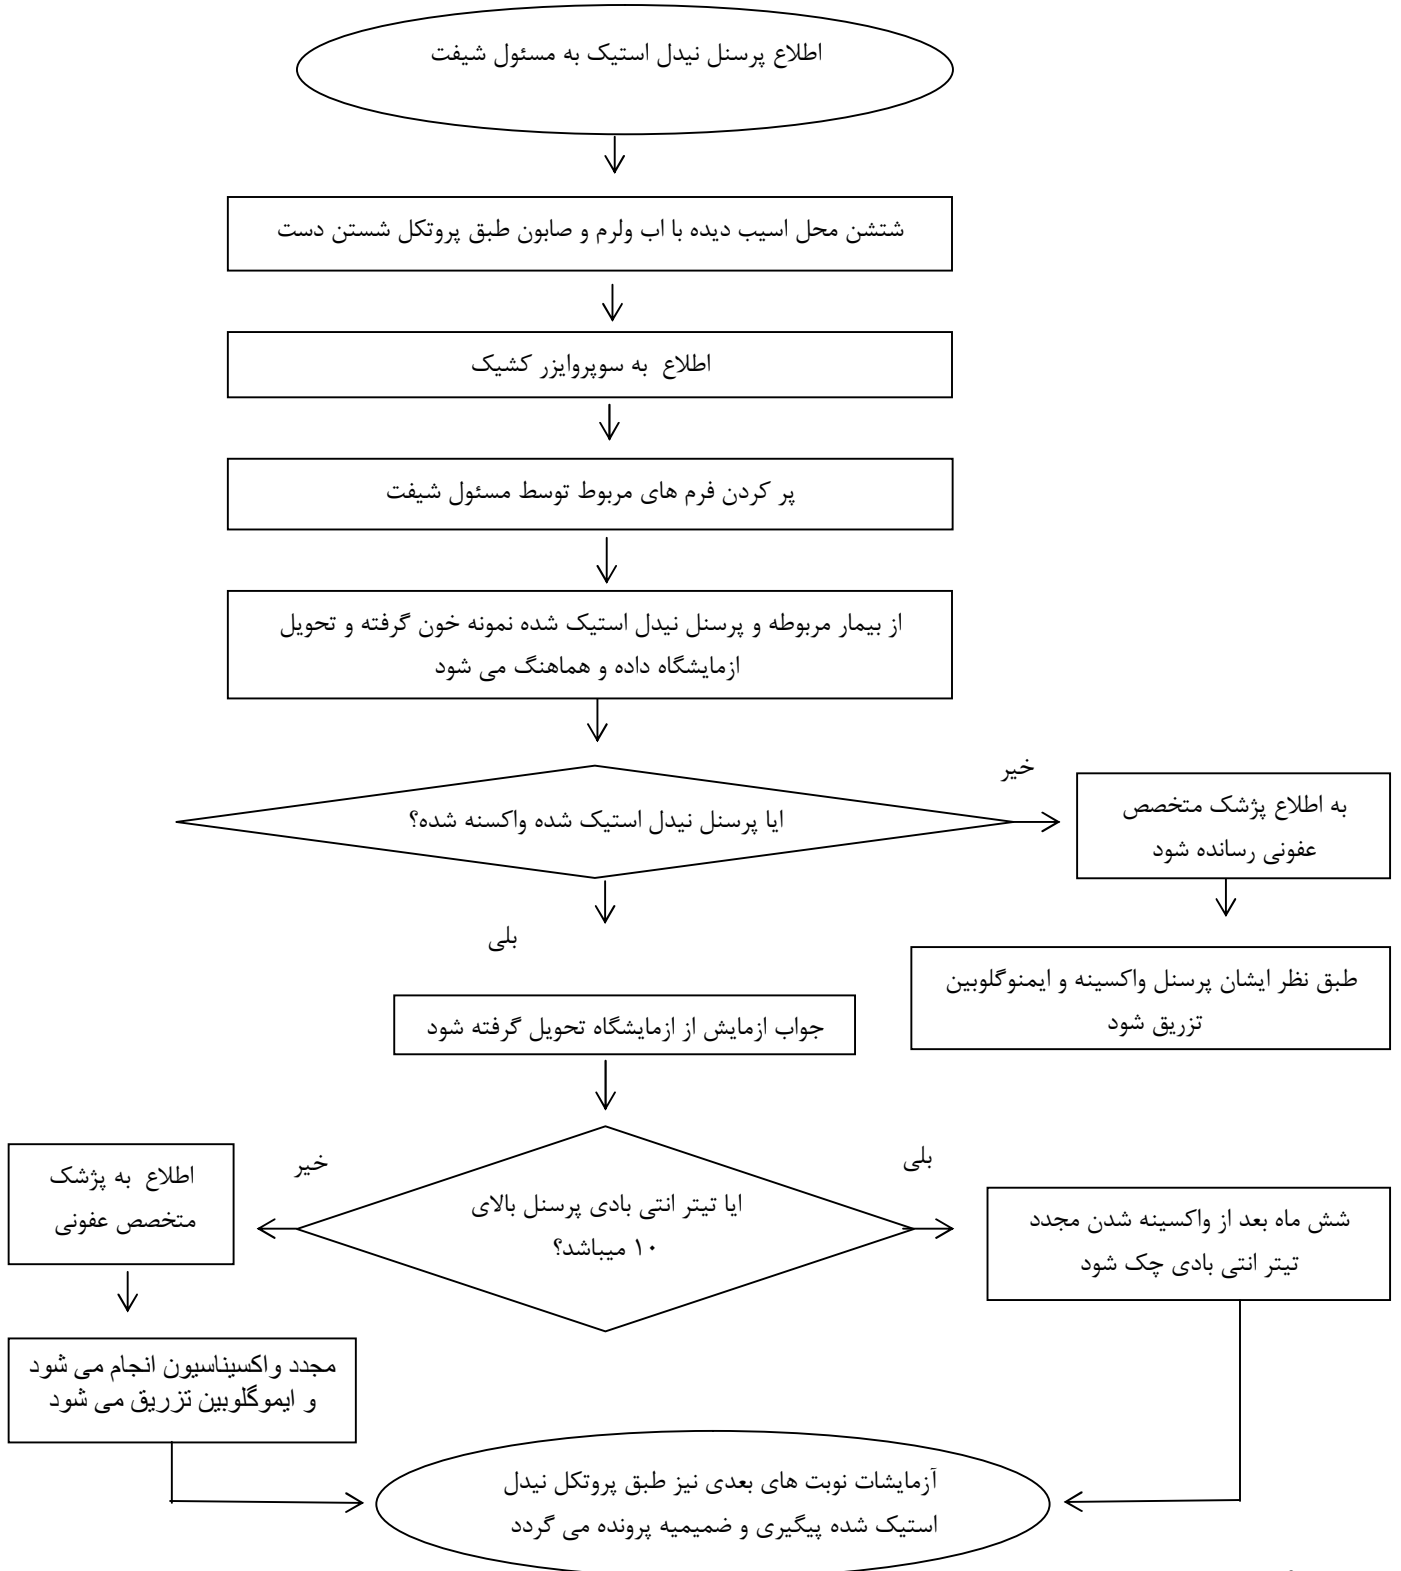 اطلاع پرسنل نیدل استیک به مسئول شیفت
شتشن محل اسیب دیده با اب ولرم و صابون طبق پروتکل شستن دست
اطلاع به سوپروایزر کشیک
پر کردن فرم های مربوط توسط مسئول شیفت
از بیمار مربوطه و پرسنل نیدل استیک شده نمونه خون گرفته و تحویل
ازمایشگاه داده و هماهنگ می شود
ایا پرسنل نیدل استیک شده واکسنه شده؟
خیر
به اطلاع پژشک متخصص
عفونی رسانده شود
طبق نظر ایشان پرسنل واکسینه و ایمنوگلوبین
تزریق شود
بلی
جواب ازمایش از ازمایشگاه تحویل گرفته شود
ایا تیتر انتی بادی پرسنل بالای
۱۰ میباشد؟
بلی
شش ماه بعد از واکسینه شدن مجدد
تیتر انتی بادی چک شود
خیر
اطلاع به پژشک
متخصص عفونی
مجدد واکسیناسیون انجام می شود
و ایموگلوبین تزریق می شود
آزمایشات نوبت های بعدی نیز طبق پروتکل نیدل
استیک شده پیگیری و ضمیمیه پرونده می گردد